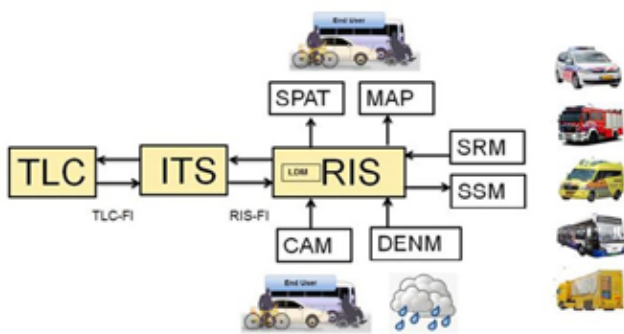 End User
SPAT
MAP
TLC
ITS
LDM
RIS
SRM
SSM
TLC-FI
RIS-FI
CAM
DENM
End User